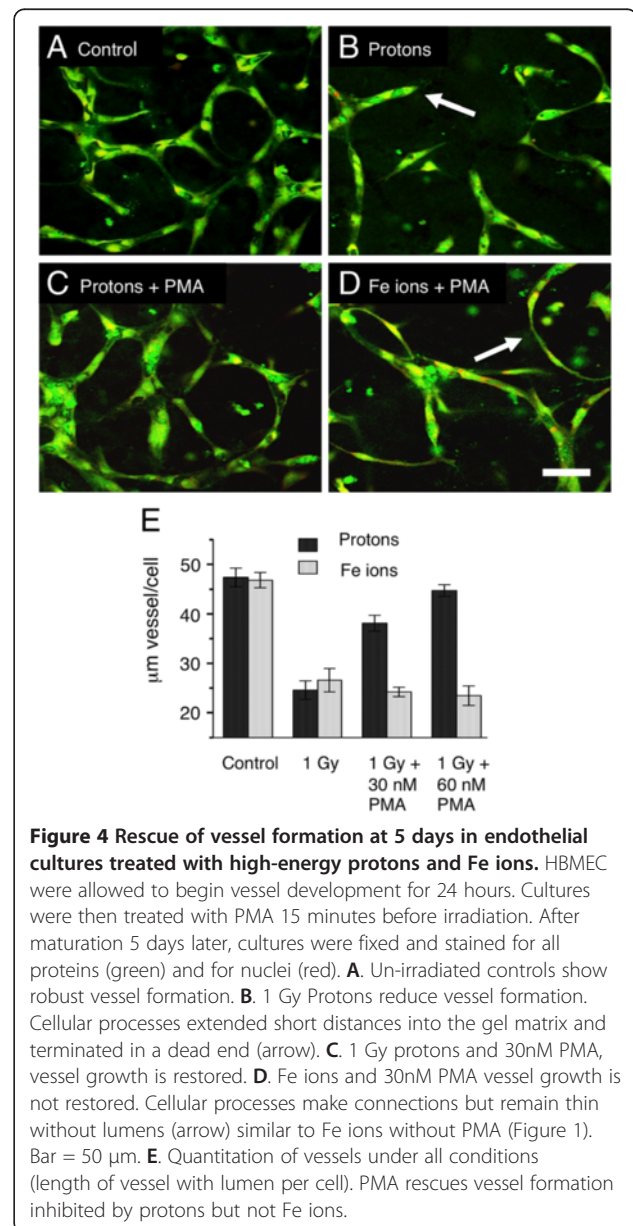 A Control
B Protons
C Protons + PMA
D Fe ions + PMA
E
Protons
Fe ions
µm vessel/cell
50
40
30
20
Control
1 Gy
1 Gy +
30 nM
PMA
1 Gy +
60 nM
PMA
Figure 4 Rescue of vessel formation at 5 days in endothelial
cultures treated with high-energy protons and Fe ions. HBMEC
were allowed to begin vessel development for 24 hours. Cultures
were then treated with PMA 15 minutes before irradiation. After
maturation 5 days later, cultures were fixed and stained for all
proteins (green) and for nuclei (red). A. Un-irradiated controls show
robust vessel formation. B. 1 Gy Protons reduce vessel formation.
Cellular processes extended short distances into the gel matrix and
terminated in a dead end (arrow). C. 1 Gy protons and 30nM PMA,
vessel growth is restored. D. Fe ions and 30nM PMA vessel growth is
not restored. Cellular processes make connections but remain thin
without lumens (arrow) similar to Fe ions without PMA (Figure 1).
Bar = 50 µm. E. Quantitation of vessels under all conditions
(length of vessel with lumen per cell). PMA rescues vessel formation
inhibited by protons but not Fe ions.